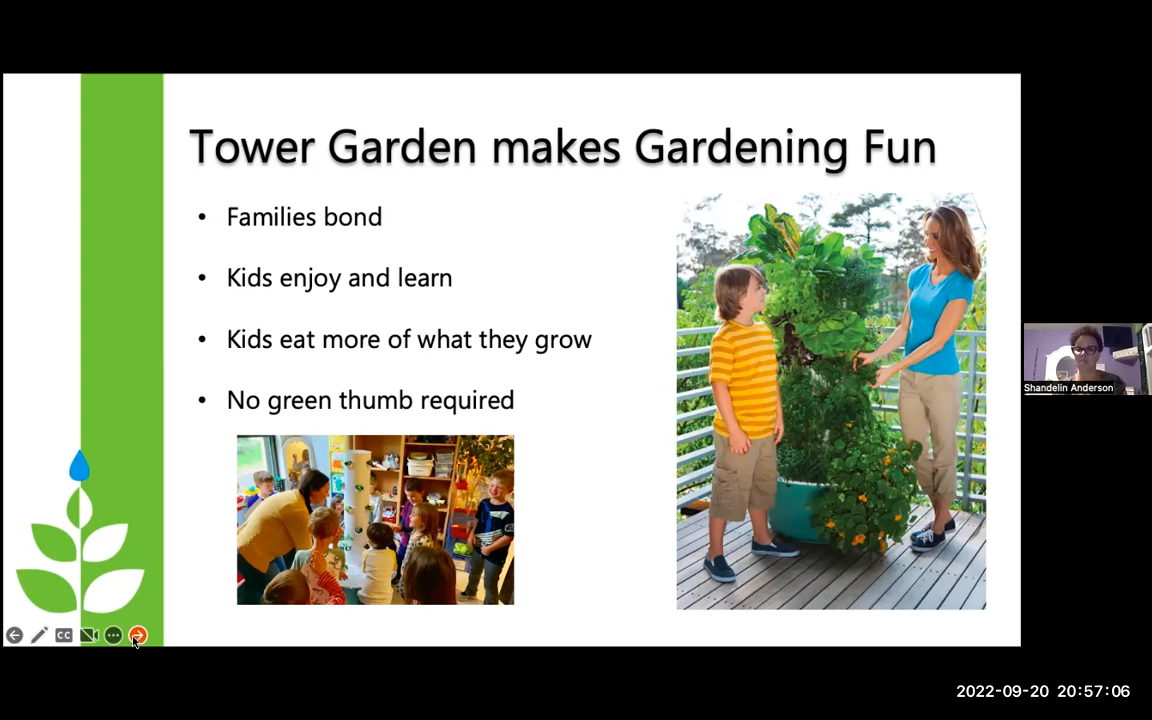 Tower Garden makes Gardening Fun
• Families bond
• Kids enjoy and learn
• Kids eat more of what they grow
• No green thumb required
CC
Shandelin Anderson
2022-09-20 20:57:06